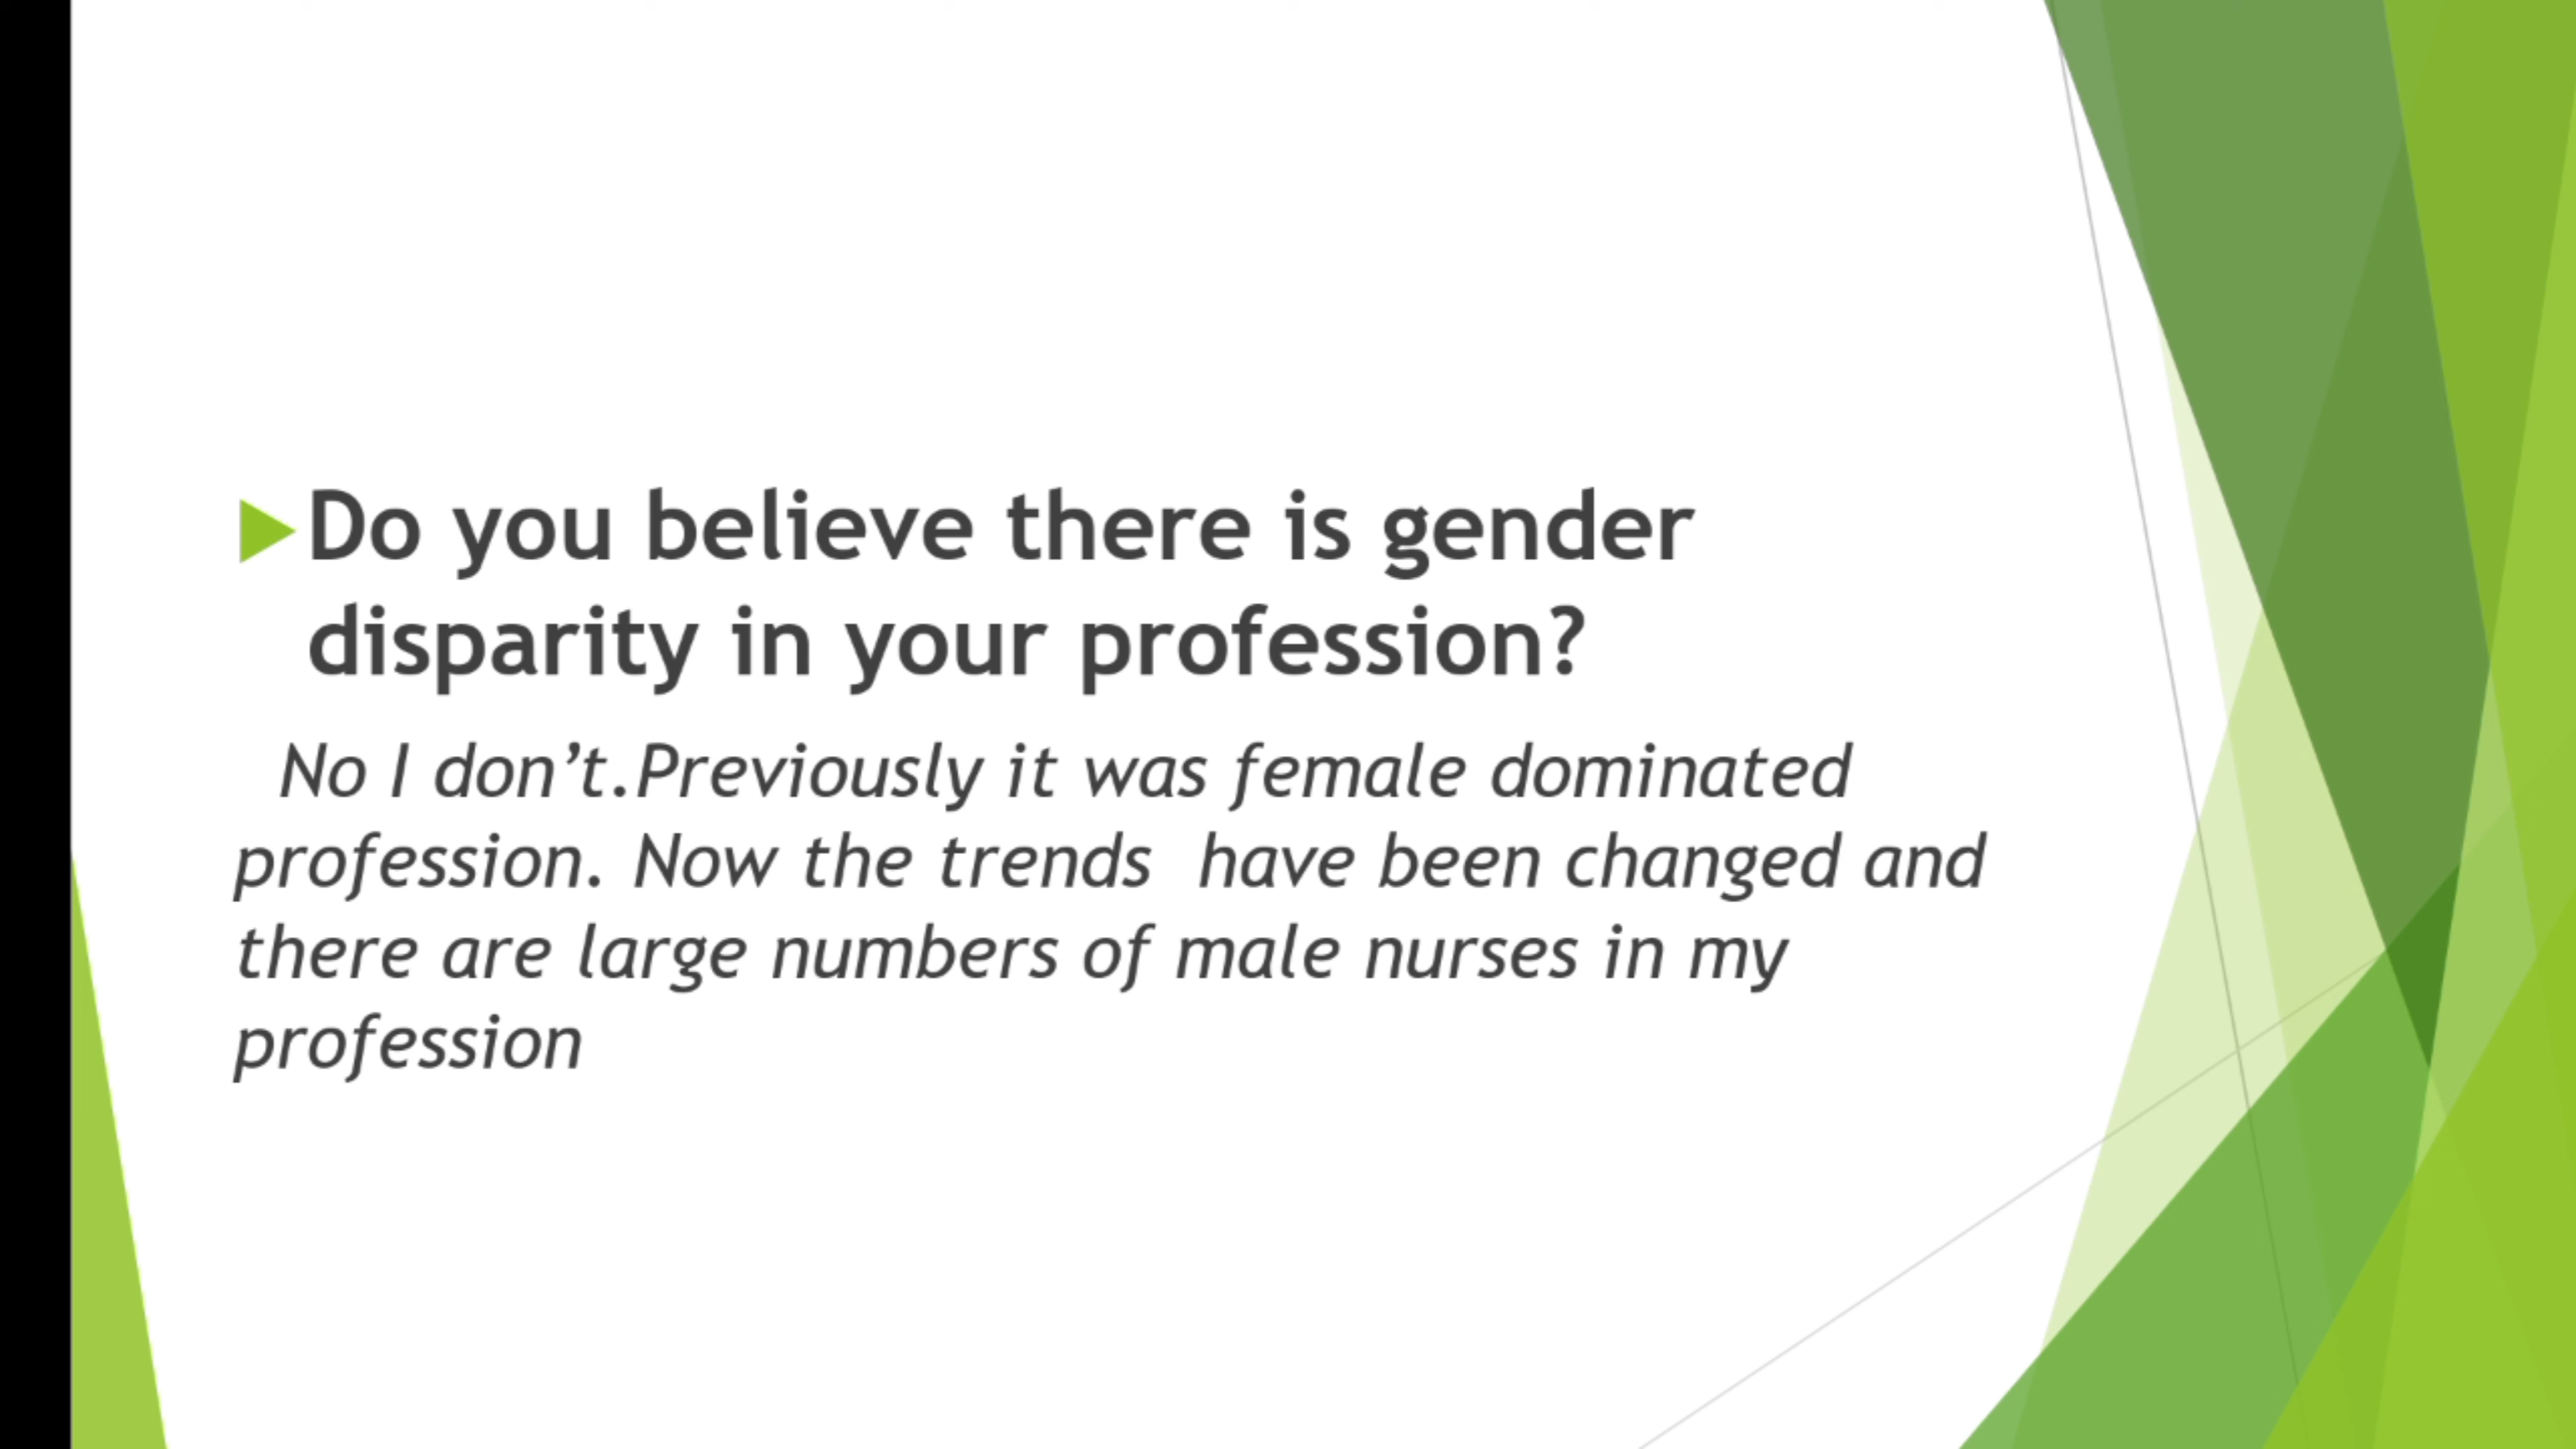 Do you believe there is gender
disparity in your profession?
No I don’t.Previously it was female dominated
profession. Now the trends  have been changed and
there are large numbers of male nurses in my
profession